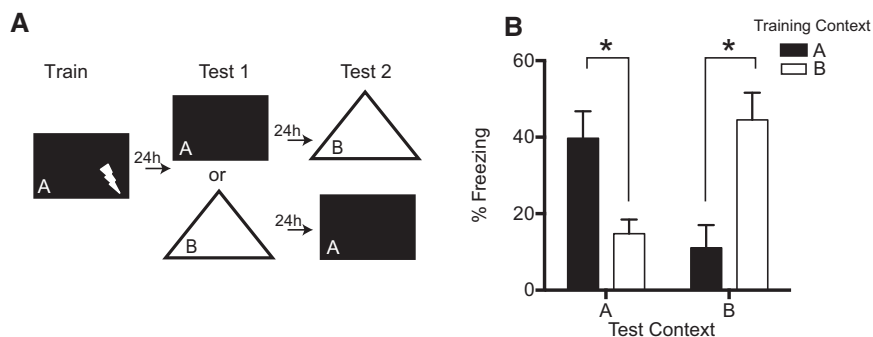 A
Train
Test 1
Test 2
A
24h
A
24h
B
or
B
24h
A
B
Training Context
A
B
* *
60
40
20
0
% Freezing
A B
Test Context